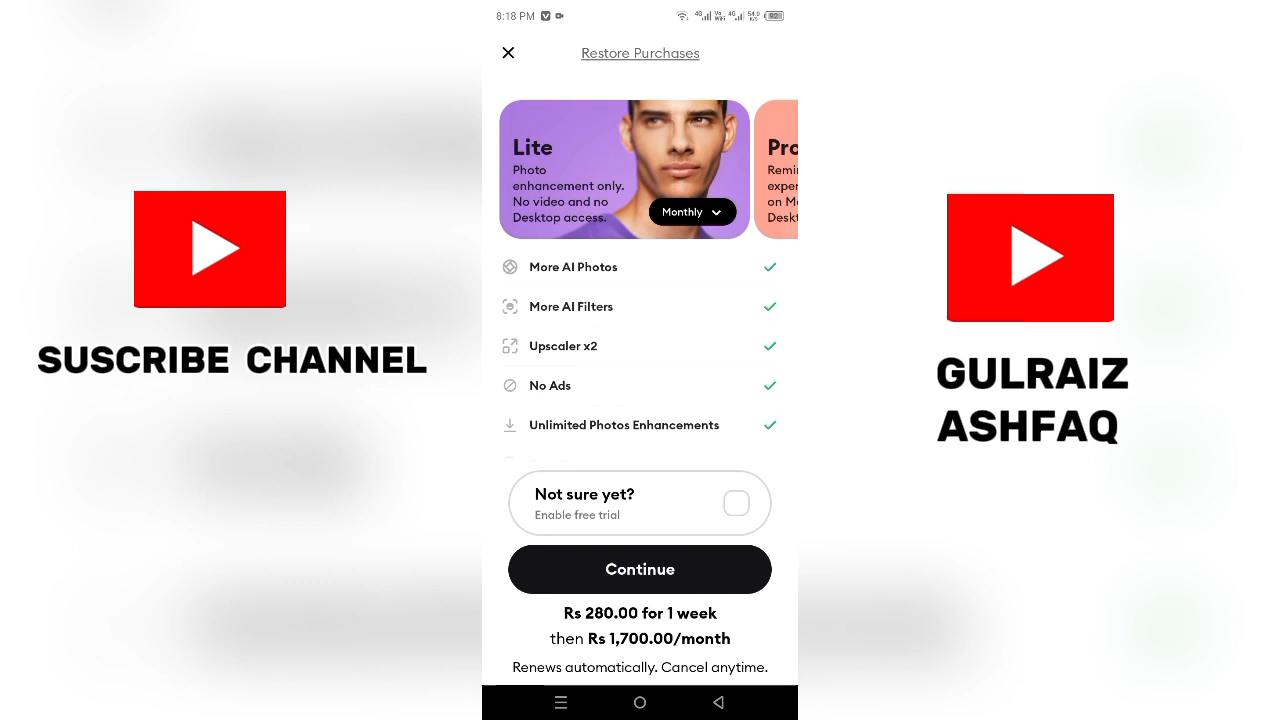 8:18 PM
Restore Purchases
Lite
Photo
enhancement only.
No video and no
Desktop access.
Monthly
Pro
More AI Photos
More AI Filters
Upscaler x2
No Ads
Unlimited Photos Enhancements
Not sure yet?
Enable free trial
Continue
Rs 280.00 for 1 week
then Rs 1,700.00/month
Renews automatically. Cancel anytime.
SUSCRIBE CHANNEL
GULRAIZ
ASHFAQ